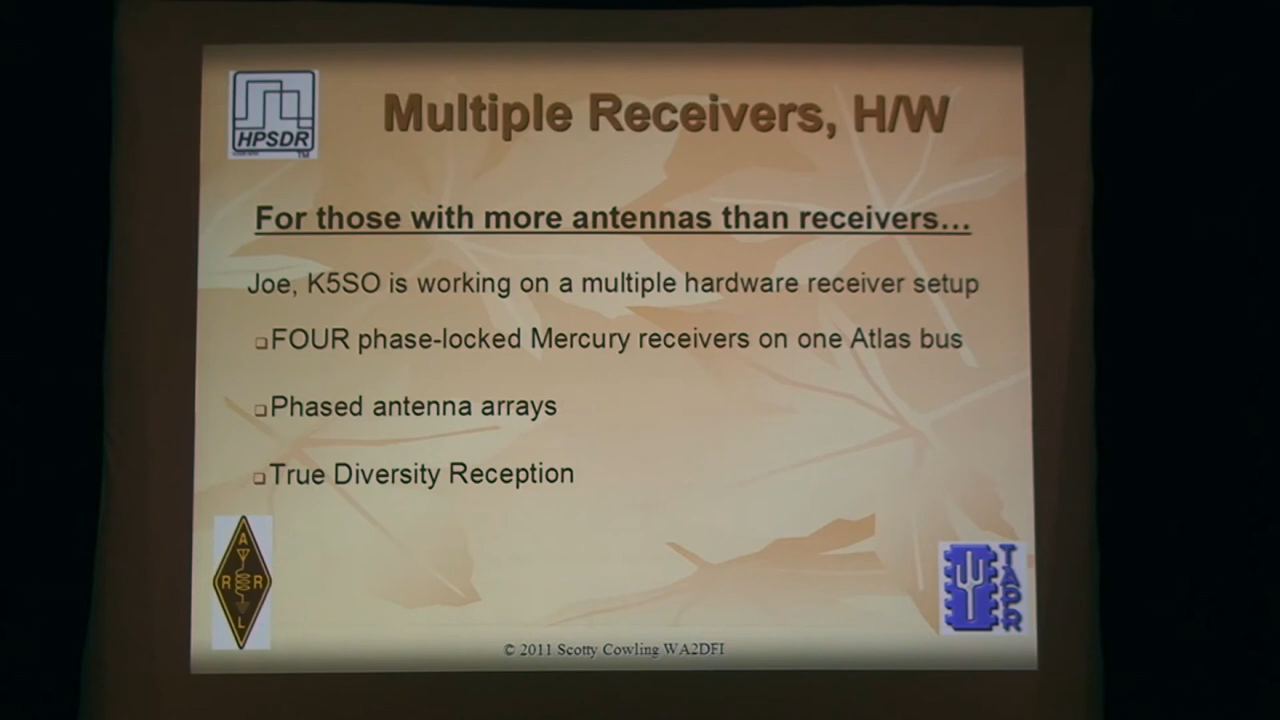 HPSDR
TM
Multiple Receivers, H/W
For those with more antennas than receivers...
Joe, K5SO is working on a multiple hardware receiver setup
❑FOUR phase-locked Mercury receivers on one Atlas bus
❑Phased antenna arrays
❑True Diversity Reception
A
R R
L
TAPR
© 2011 Scotty Cowling WA2DFI